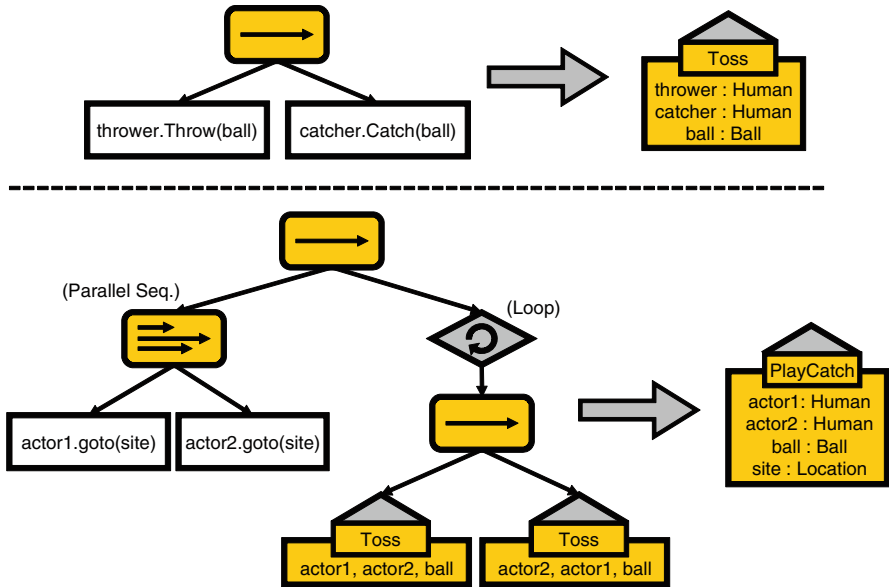 Toss
thrower : Human
catcher : Human
ball : Ball
thrower.Throw(ball)
catcher.Catch(ball)
(Parallel Seq.)
(Loop)
PlayCatch
actor1: Human
actor2 : Human
ball : Ball
site : Location
actor1.goto(site)
actor2.goto(site)
Toss
actor1, actor2, ball
Toss
actor2, actor1, ball